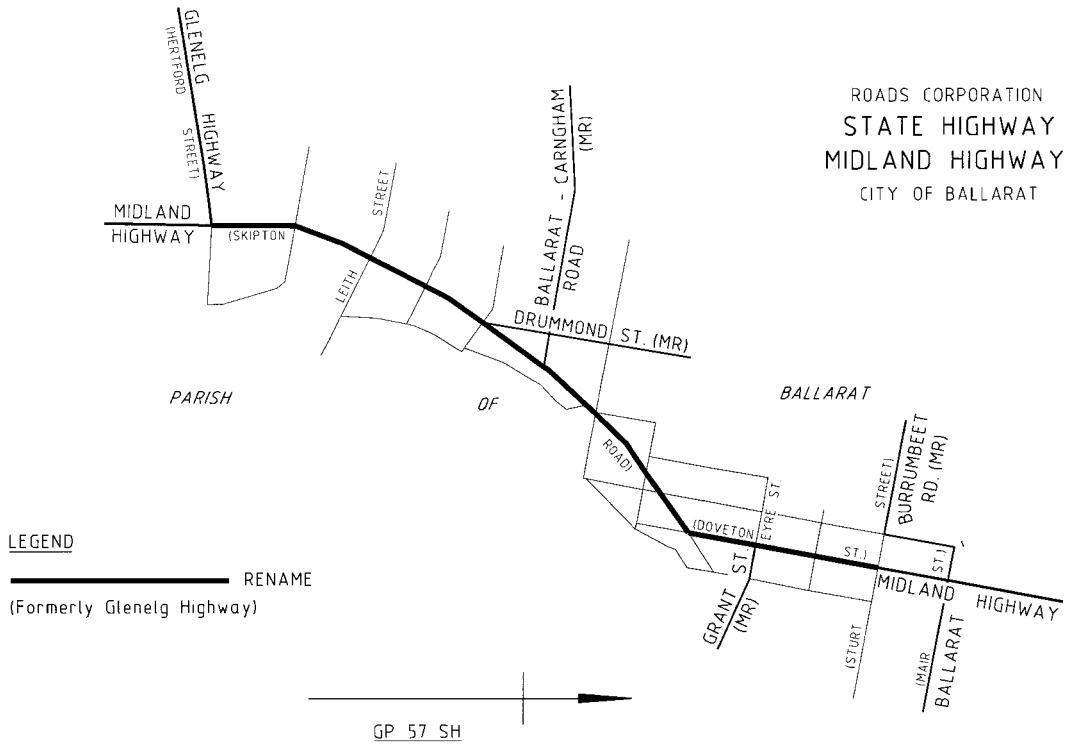 GLENELG HIGHWAY
(HERTFORD STREET)
ROADS CORPORATION
STATE HIGHWAY
MIDLAND HIGHWAY
CITY OF BALLARAT
MIDLAND
HIGHWAY
(SKIPTON
LEITH STREET
BALLARAT - CARNGHAM
ROAD (MR)
DRUMMOND ST. (MR)
PARISH OF BALLARAT
ROAD)
EYRE ST.
STREET)
BURRUMBEET
RD. (MR)
(DOVETON ST.)
GRANT ST.
(MR)
MIDLAND HIGHWAY
(STURT
(MAIR ST.)
BALLARAT
LEGEND
RENAME
(Formerly Glenelg Highway)
GP 57 SH